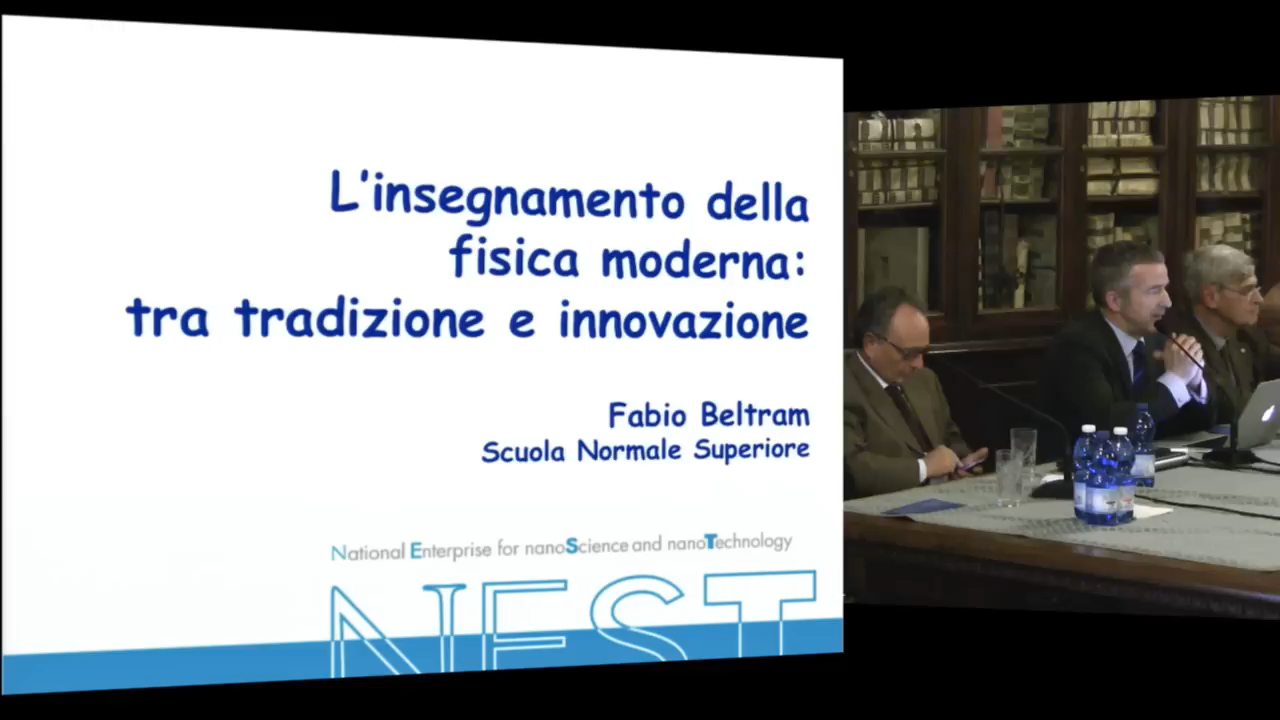 L'insegnamento della
fisica moderna:
tra tradizione e innovazione
Fabio Beltram
Scuola Normale Superiore
National Enterprise for nanoScience and nanoTechnology
NEST